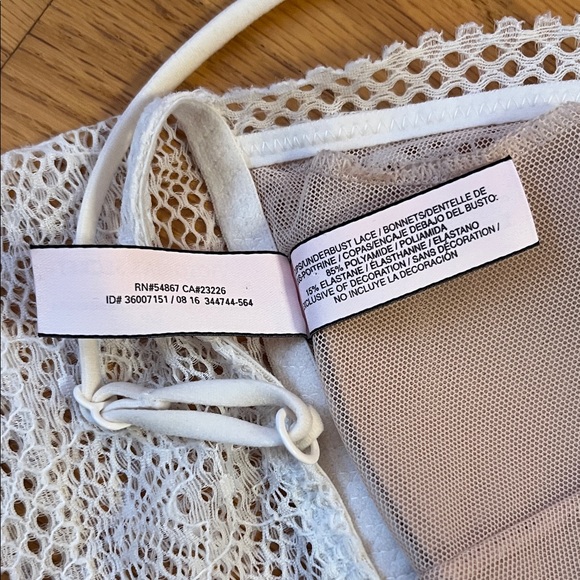 RN#54867 CA#23226
ID# 36007151 / 08 16 344744-564
/UNDERBUST LACE / BONNETS/DENTELLE DE
-POITRINE / COPAS/ENCAJE DEBAJO DEL BUSTO:
85% POLYAMIDE / POLIAMIDA
15% ELASTANE / ÉLASTHANNE / ELASTANO
EXCLUSIVE OF DECORATION / SANS DÉCORATION /
NO INCLUYE LA DECORACIÓN